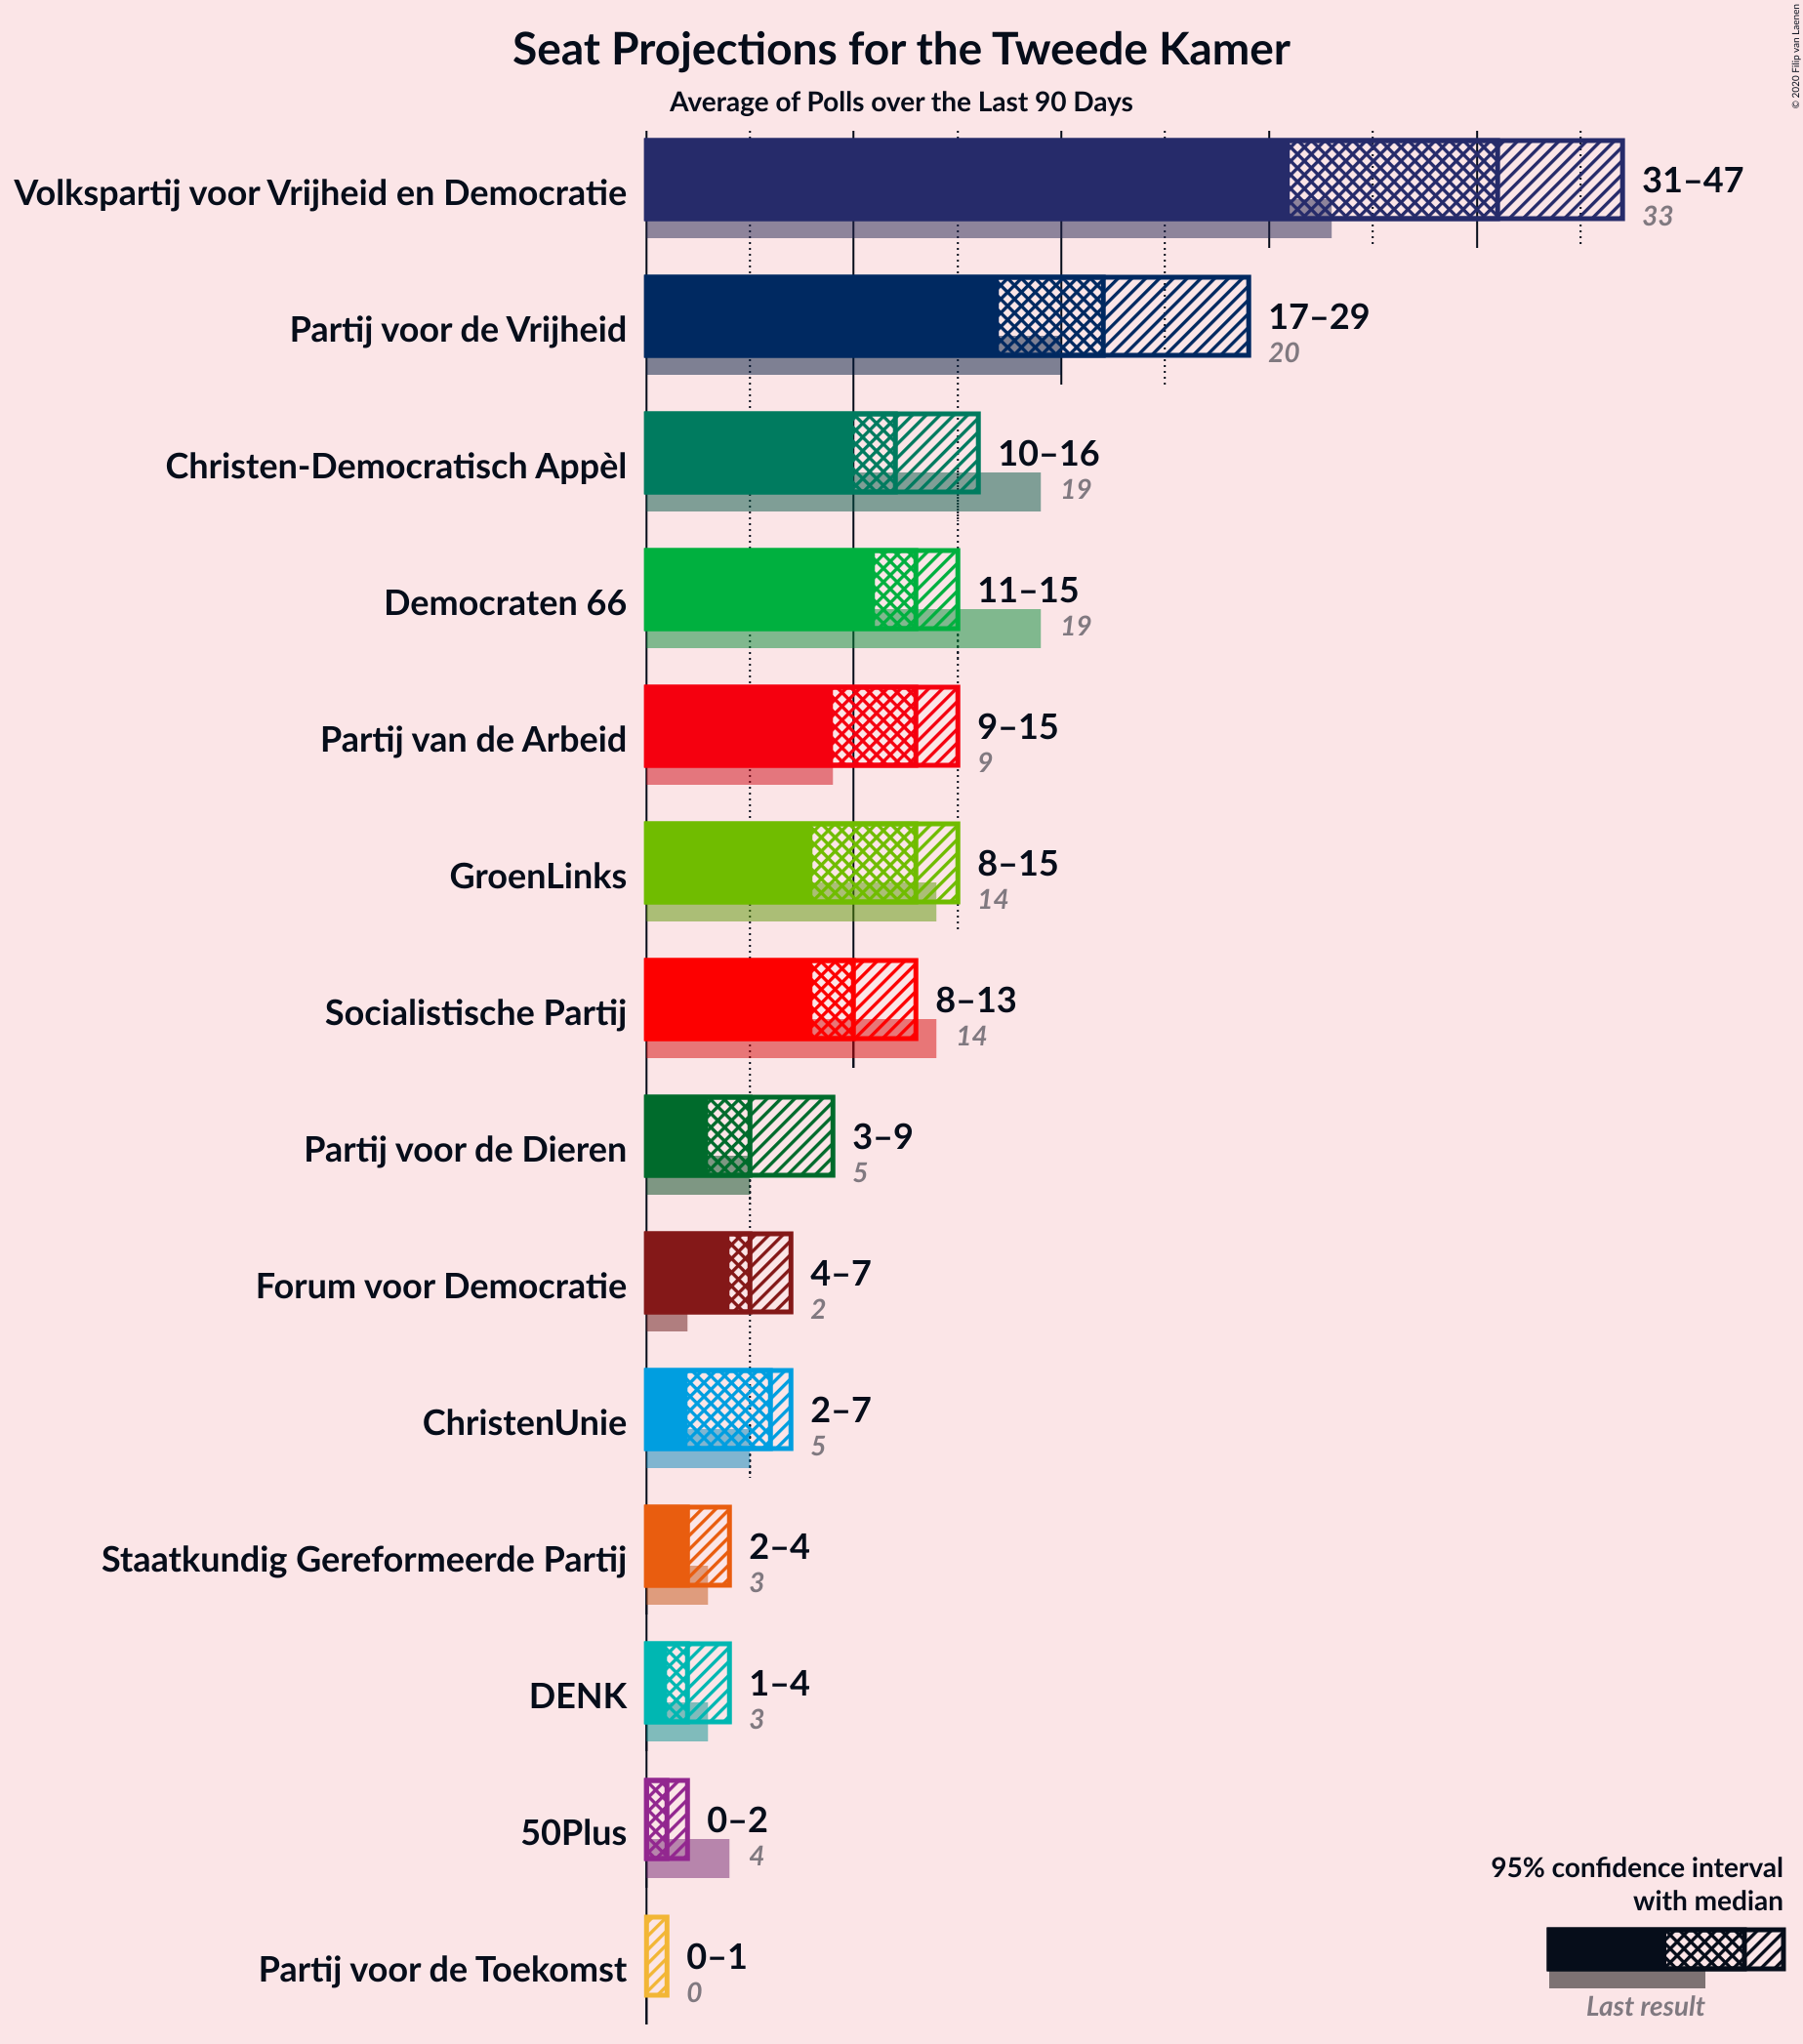 © 2020 Filip van Laenen
Seat Projections for the Tweede Kamer
Average of Polls over the Last 90 Days
Volkspartij voor Vrijheid en Democratie
31–47
33
Partij voor de Vrijheid
17–29
20
Christen-Democratisch Appèl
10–16
19
Democraten 66
11–15
19
Partij van de Arbeid
9–15
9
GroenLinks
8–15
14
Socialistische Partij
8–13
14
Partij voor de Dieren
3–9
5
Forum voor Democratie
4–7
2
ChristenUnie
2–7
5
Staatkundig Gereformeerde Partij
2–4
3
DENK
1–4
3
50Plus
0–2
4
Partij voor de Toekomst
0–1
0
95% confidence interval
with median
Last result